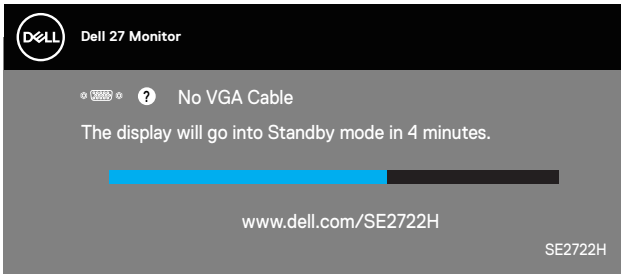 DELL
Dell 27 Monitor
? No VGA Cable
The display will go into Standby mode in 4 minutes.
www.dell.com/SE2722H
SE2722H